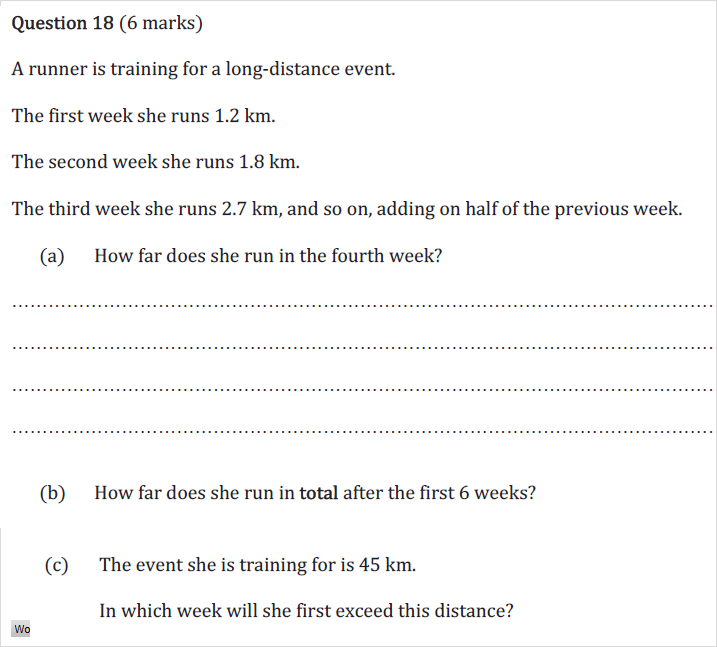 Question 18 (6 marks)
A runner is training for a long-distance event.
The first week she runs 1.2 km.
The second week she runs 1.8 km.
The third week she runs 2.7 km, and so on, adding on half of the previous week.
(a) How far does she run in the fourth week?
(b) How far does she run in total after the first 6 weeks?
(c) The event she is training for is 45 km.
In which week will she first exceed this distance?
Wo